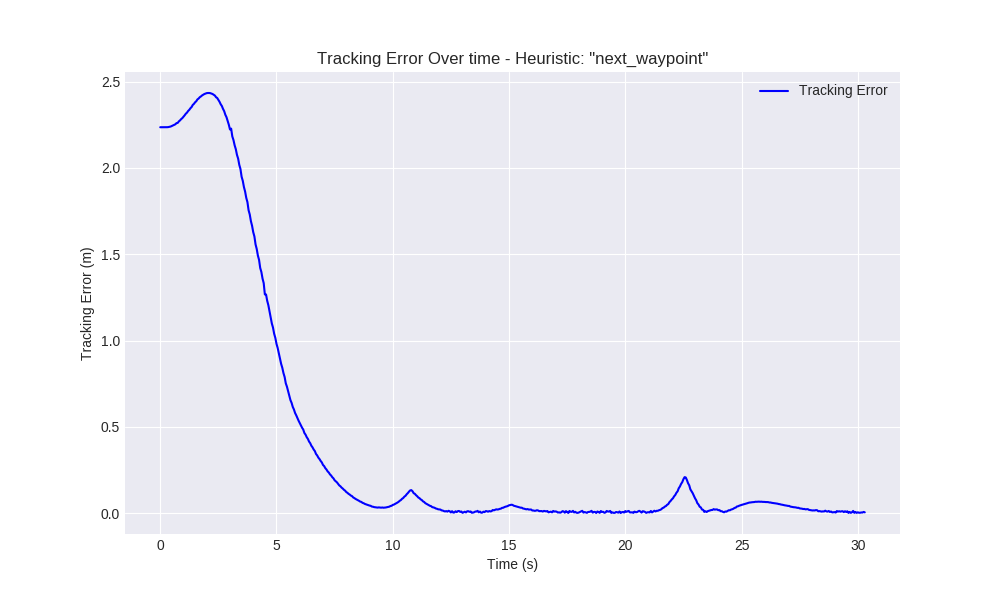 Tracking Error Over time - Heuristic: "next_waypoint"
Tracking Error
2.5
2.0
1.5
1.0
0.5
0.0
Tracking Error (m)
0 5 10 15 20 25 30
Time (s)